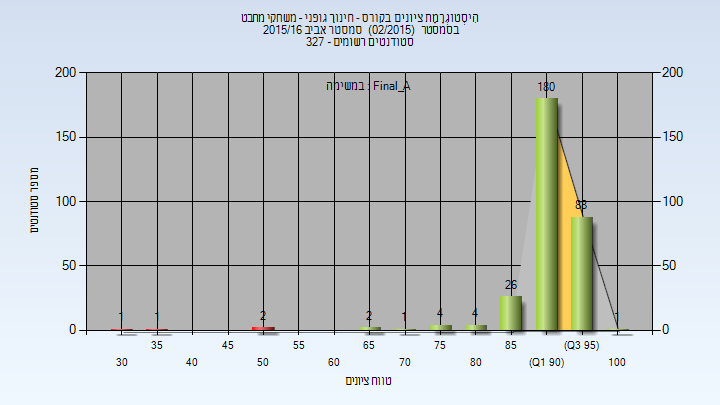 הִיסְטוֹגְרָמַת ציונים בקורס - חינוך גופני - משחקי מחבט
בסמסטר (02/2015) סמסטר אביב 2015/16
סטודנטים רשומים - 327
במשימה : Final_A
מספר סטודנטים
200 200
150 150
100 100
50 50
0 0
1 1 2 2 1 4 4 26 180 88 1
35 45 55 65 75 85 (Q3 95)
30 40 50 60 70 80 (Q1 90) 100
טווח ציונים